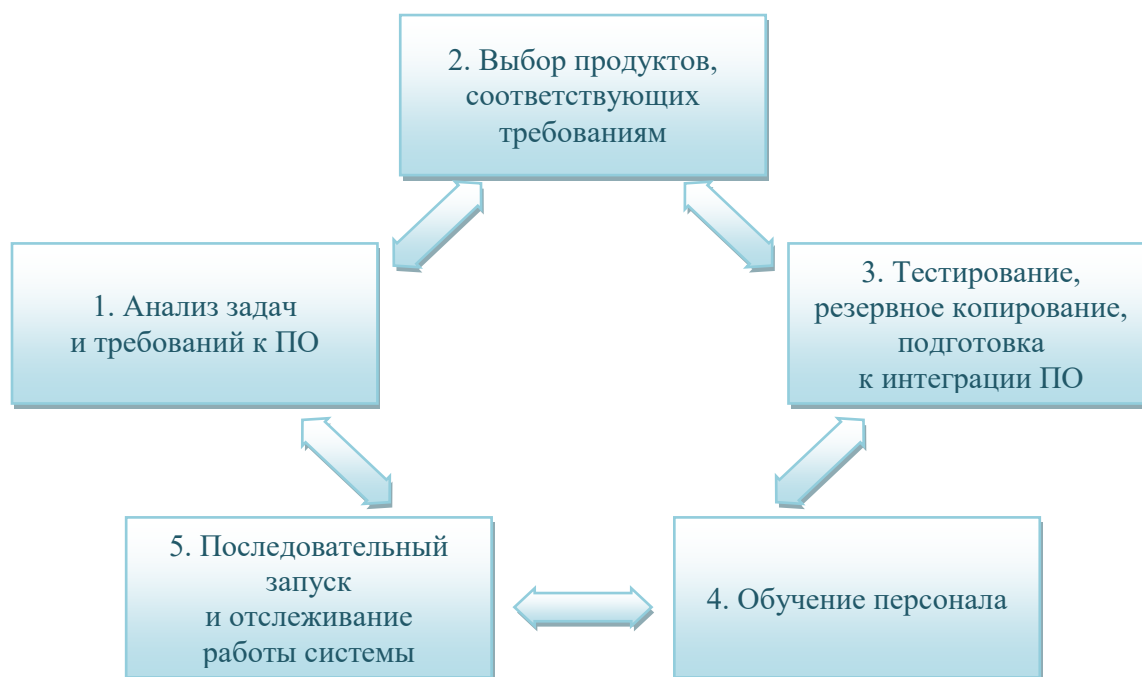 2. Выбор продуктов,
соответствующих
требованиям
1. Анализ задач
и требований к ПО
3. Тестирование,
резервное копирование,
подготовка
к интеграции ПО
5. Последовательный
запуск
и отслеживание
работы системы
4. Обучение персонала